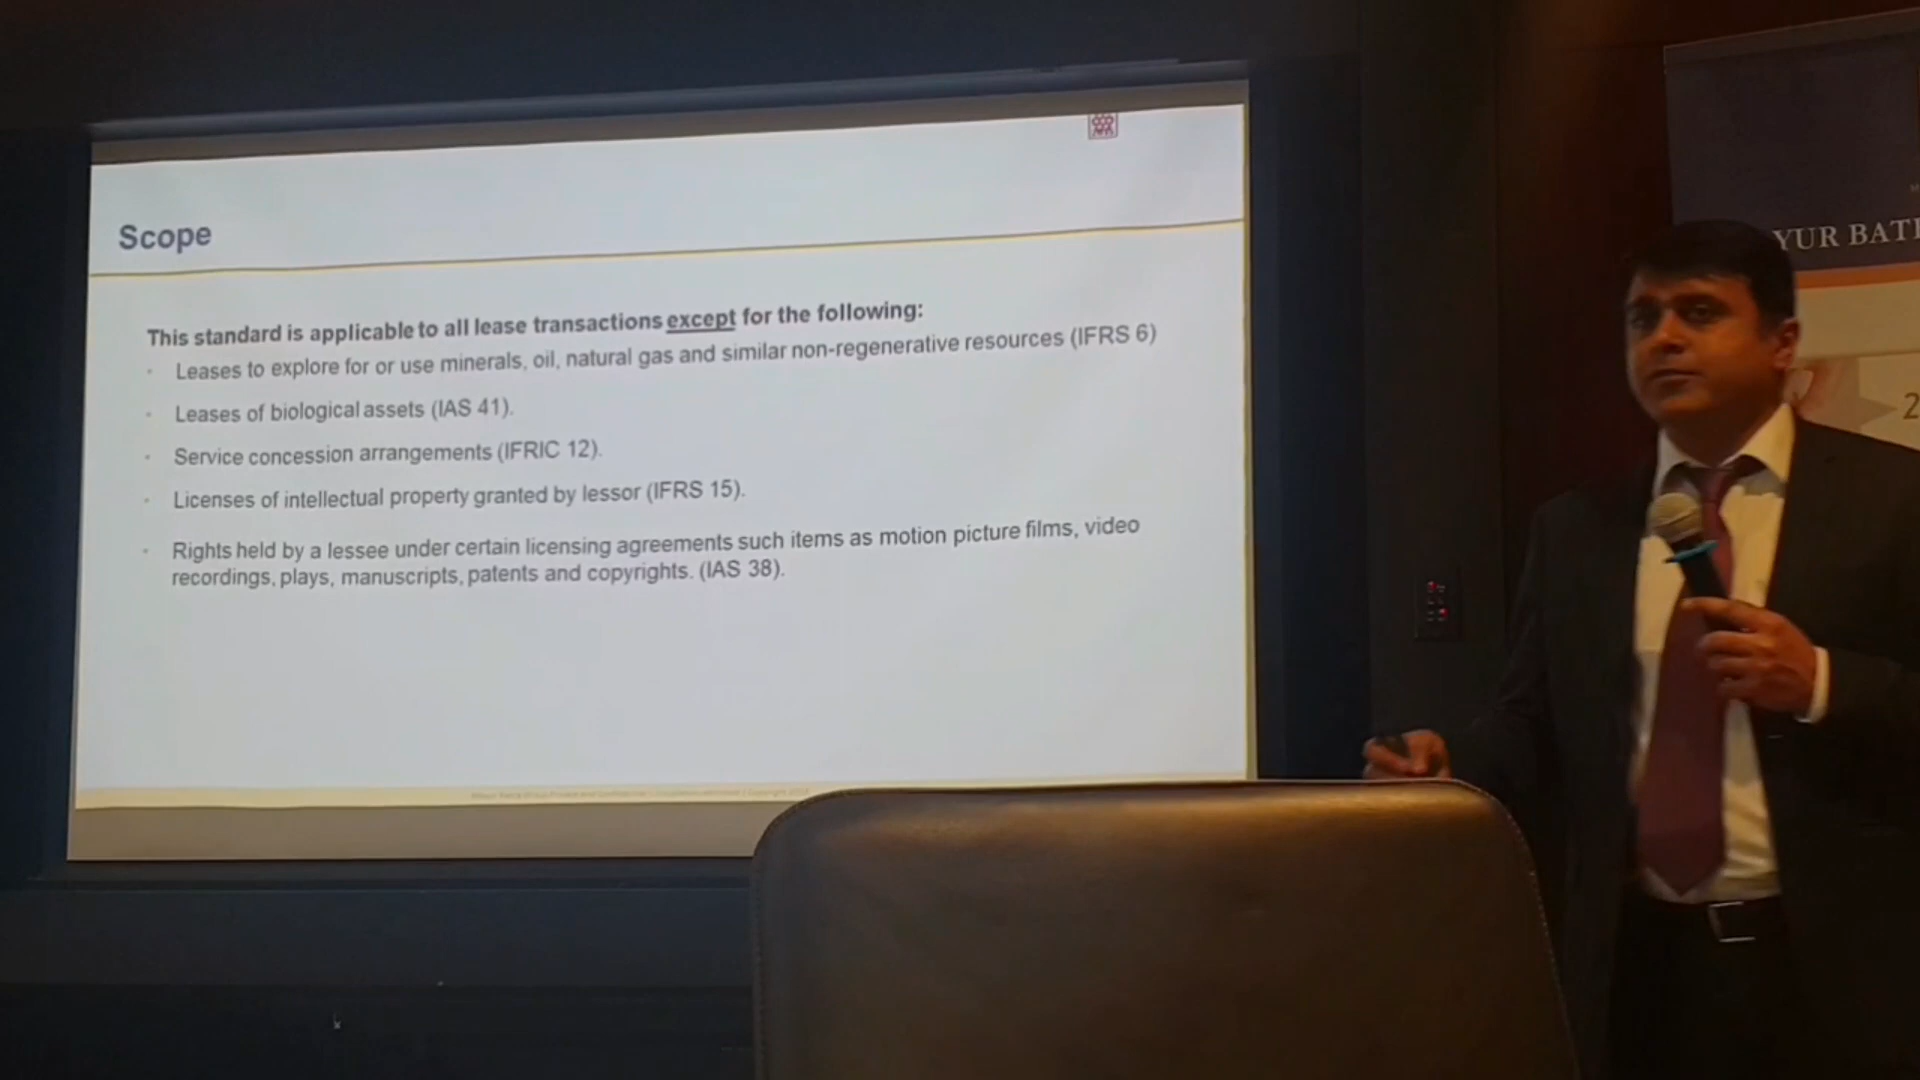 Scope
This standard is applicable to all lease transactions except for the following:
Leases to explore for or use minerals, oil, natural gas and similar non-regenerative resources (IFRS 6)
Leases of biological assets (IAS 41).
Service concession arrangements (IFRIC 12).
Licenses of intellectual property granted by lessor (IFRS 15).
Rights held by a lessee under certain licensing agreements such items as motion picture films, video
recordings, plays, manuscripts, patents and copyrights. (IAS 38).
YUR BATI
2